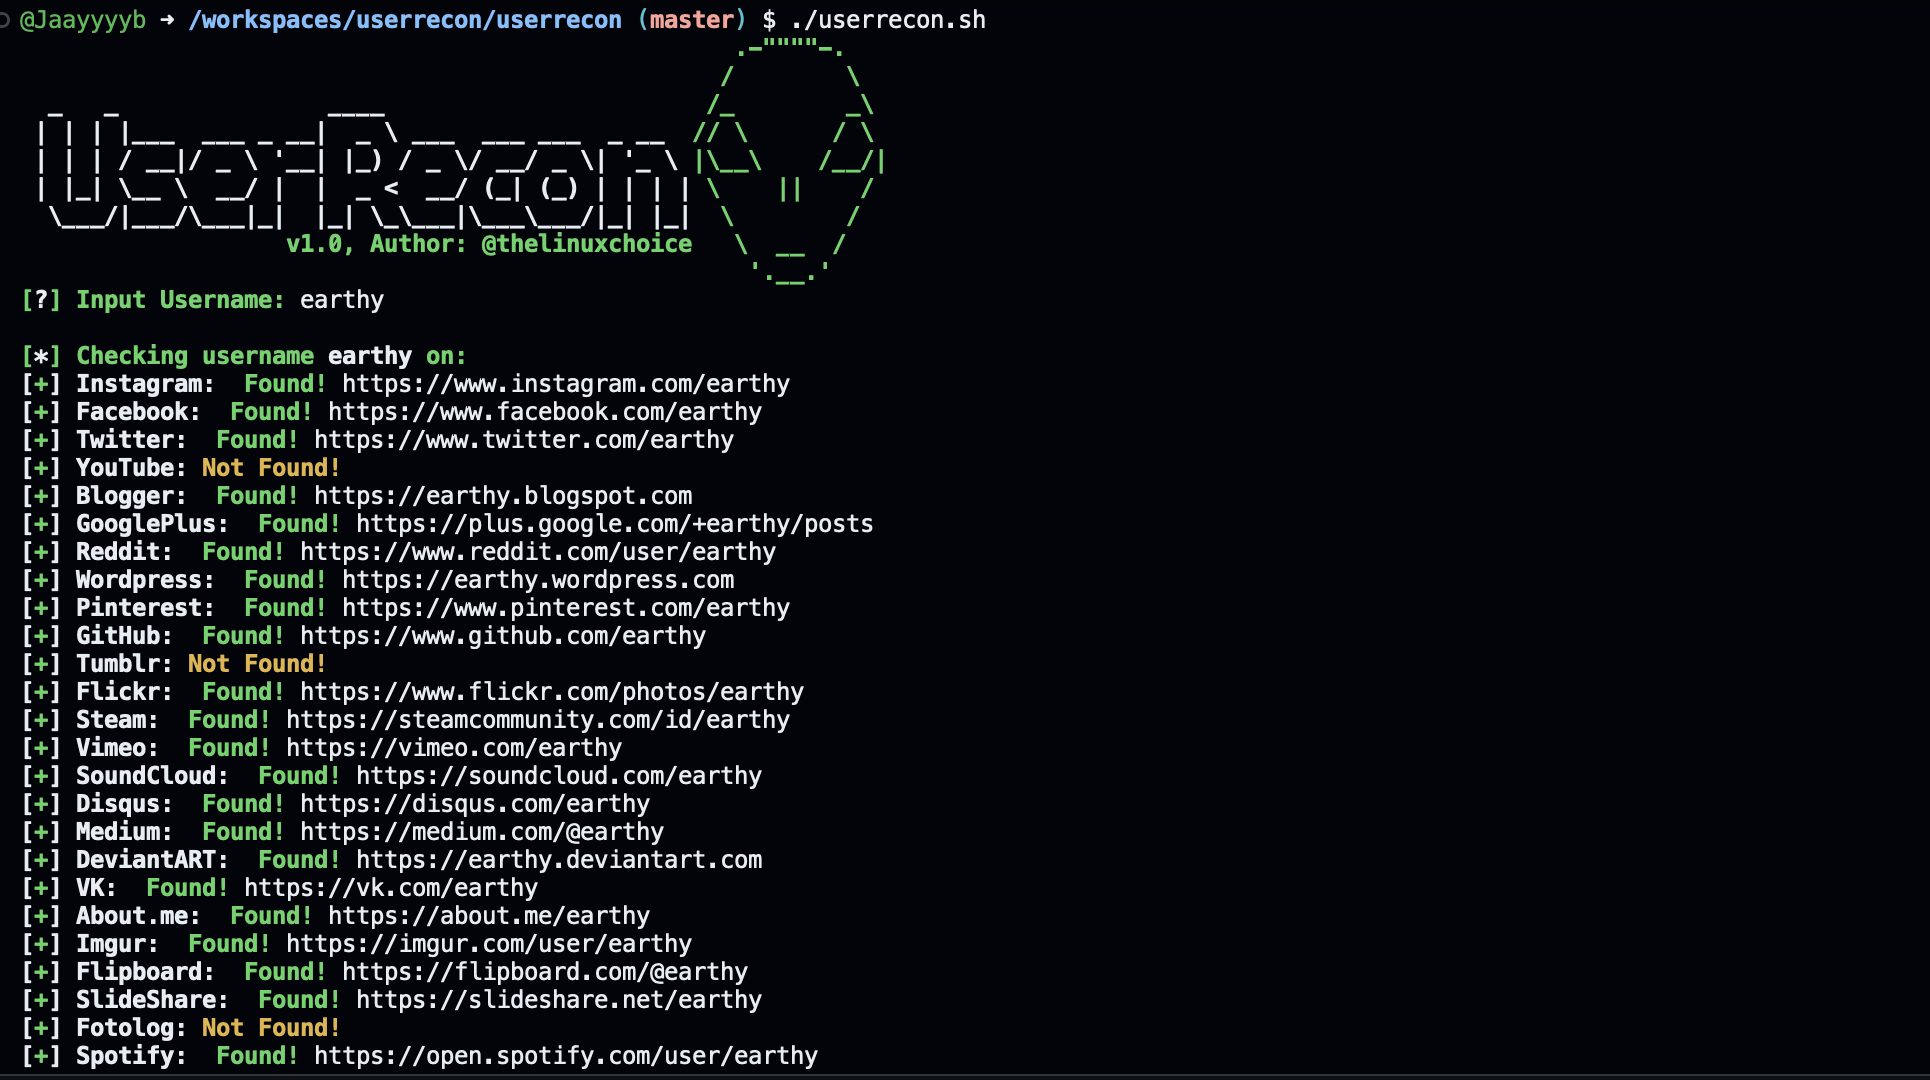 @Jaayyyyb ➜ /workspaces/userrecon/userrecon (master) $ ./userrecon.sh
UserRecon
v1.0, Author: @thelinuxchoice
[?] Input Username: earthy
[*] Checking username earthy on:
[+] Instagram:  Found! https://www.instagram.com/earthy
[+] Facebook:  Found! https://www.facebook.com/earthy
[+] Twitter:  Found! https://www.twitter.com/earthy
[+] YouTube: Not Found!
[+] Blogger:  Found! https://earthy.blogspot.com
[+] GooglePlus:  Found! https://plus.google.com/+earthy/posts
[+] Reddit:  Found! https://www.reddit.com/user/earthy
[+] Wordpress:  Found! https://earthy.wordpress.com
[+] Pinterest:  Found! https://www.pinterest.com/earthy
[+] GitHub:  Found! https://www.github.com/earthy
[+] Tumblr: Not Found!
[+] Flickr:  Found! https://www.flickr.com/photos/earthy
[+] Steam:  Found! https://steamcommunity.com/id/earthy
[+] Vimeo:  Found! https://vimeo.com/earthy
[+] SoundCloud:  Found! https://soundcloud.com/earthy
[+] Disqus:  Found! https://disqus.com/earthy
[+] Medium:  Found! https://medium.com/@earthy
[+] DeviantART:  Found! https://earthy.deviantart.com
[+] VK:  Found! https://vk.com/earthy
[+] About.me:  Found! https://about.me/earthy
[+] Imgur:  Found! https://imgur.com/user/earthy
[+] Flipboard:  Found! https://flipboard.com/@earthy
[+] SlideShare:  Found! https://slideshare.net/earthy
[+] Fotolog: Not Found!
[+] Spotify:  Found! https://open.spotify.com/user/earthy